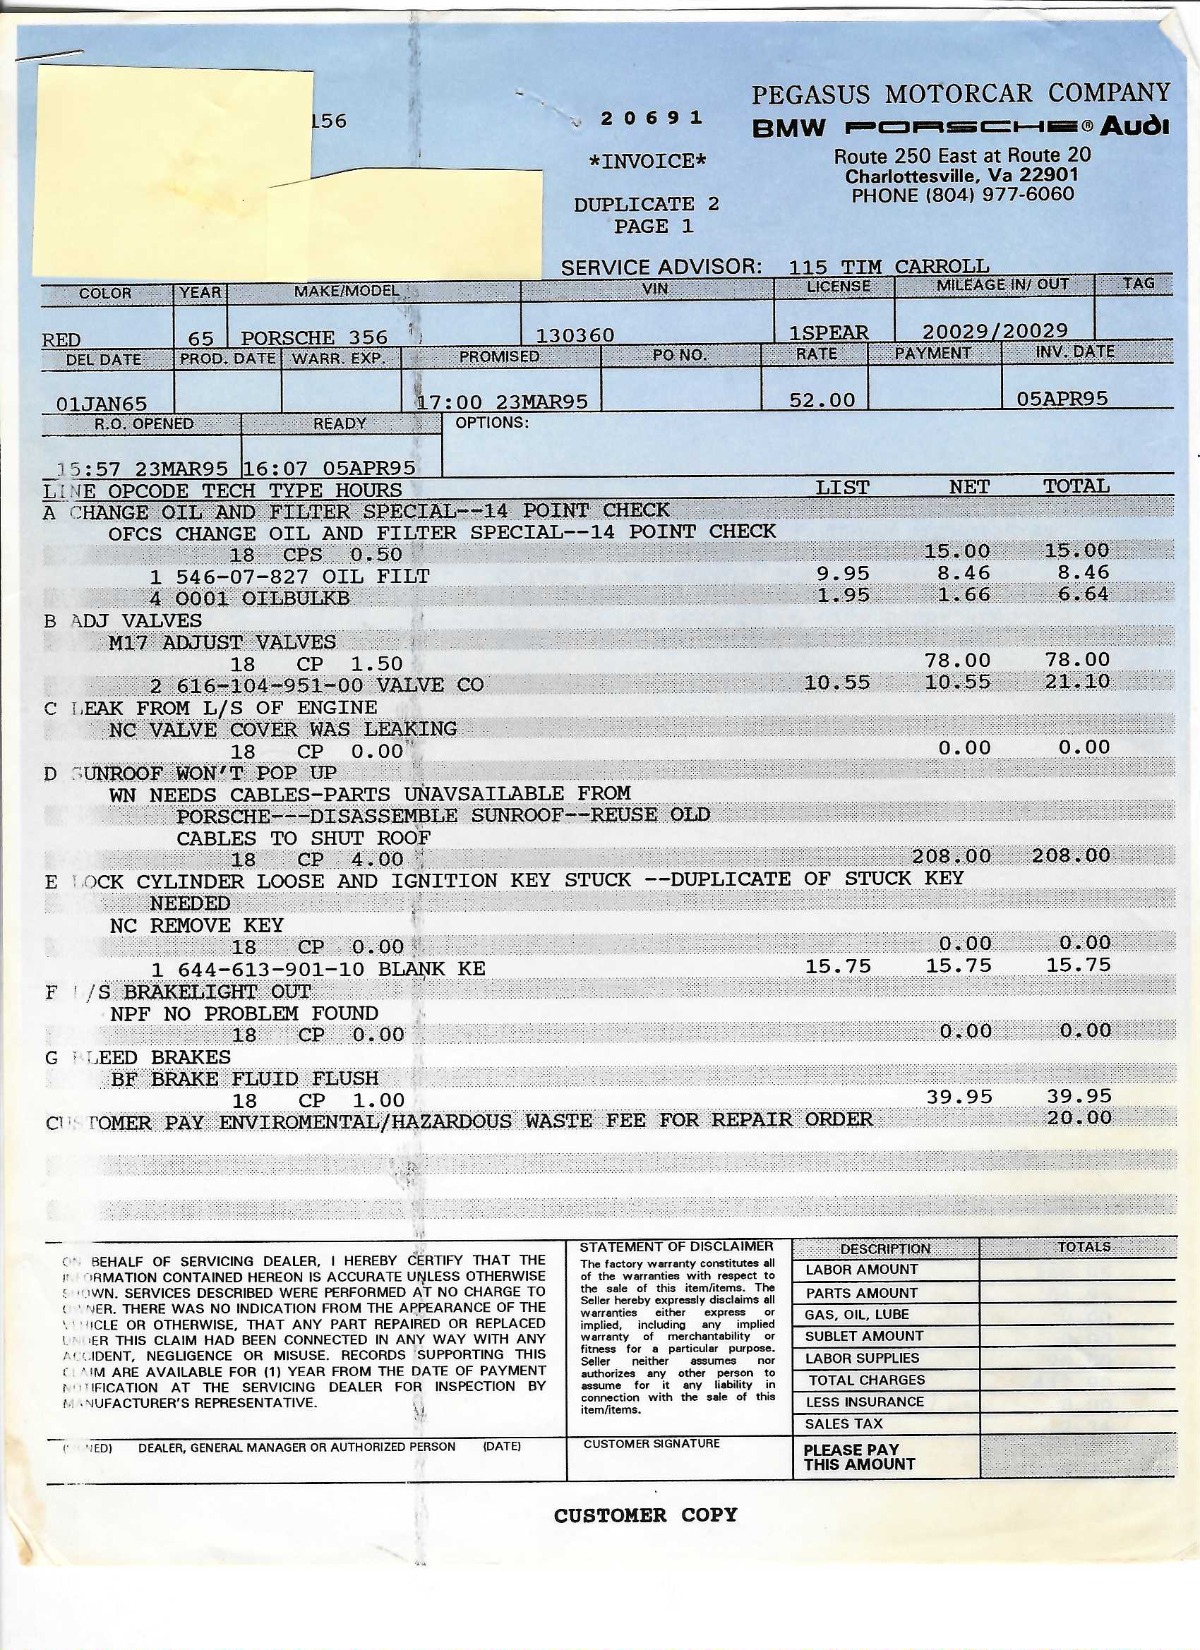 156
20691
*INVOICE*
DUPLICATE 2
PAGE 1
PEGASUS MOTORCAR COMPANY
BMW PORSCHE® Audi
Route 250 East at Route 20
Charlottesville, Va 22901
PHONE (804) 977-6060
SERVICE ADVISOR: 115 TIM CARROLL
COLOR YEAR MAKE/MODEL VIN LICENSE MILEAGE IN/ OUT TAG
RED 65 PORSCHE 356 130360 1SPEAR 20029/20029
DEL DATE PROD. DATE WARR. EXP. PROMISED PO NO. RATE PAYMENT INV. DATE
01JAN65 17:00 23MAR95 52.00 05APR95
R.O. OPENED READY OPTIONS:
15:57 23MAR95 16:07 05APR95
LINE OPCODE TECH TYPE HOURS LIST NET TOTAL
A CHANGE OIL AND FILTER SPECIAL--14 POINT CHECK
OFCS CHANGE OIL AND FILTER SPECIAL--14 POINT CHECK
18 CPS 0.50 15.00 15.00
1 546-07-827 OIL FILT 9.95 8.46 8.46
4 0001 OILBULKB 1.95 1.66 6.64
B ADJ VALVES
M17 ADJUST VALVES
18 CP 1.50 78.00 78.00
2 616-104-951-00 VALVE CO 10.55 10.55 21.10
C LEAK FROM L/S OF ENGINE
NC VALVE COVER WAS LEAKING
18 CP 0.00 0.00 0.00
D SUNROOF WON'T POP UP
WN NEEDS CABLES-PARTS UNAVSAILABLE FROM
PORSCHE---DISASSEMBLE SUNROOF--REUSE OLD
CABLES TO SHUT ROOF
18 CP 4.00 208.00 208.00
E LOCK CYLINDER LOOSE AND IGNITION KEY STUCK --DUPLICATE OF STUCK KEY
NEEDED
NC REMOVE KEY
18 CP 0.00 0.00 0.00
1 644-613-901-10 BLANK KE 15.75 15.75 15.75
F /S BRAKELIGHT OUT
NPF NO PROBLEM FOUND
18 CP 0.00 0.00 0.00
G BLEED BRAKES
BF BRAKE FLUID FLUSH
18 CP 1.00 39.95 39.95
CUSTOMER PAY ENVIROMENTAL/HAZARDOUS WASTE FEE FOR REPAIR ORDER 20.00
ON BEHALF OF SERVICING DEALER, I HEREBY CERTIFY THAT THE
INFORMATION CONTAINED HEREON IS ACCURATE UNLESS OTHERWISE
SHOWN. SERVICES DESCRIBED WERE PERFORMED AT NO CHARGE TO
OWNER. THERE WAS NO INDICATION FROM THE APPEARANCE OF THE
VEHICLE OR OTHERWISE, THAT ANY PART REPAIRED OR REPLACED
UNDER THIS CLAIM HAD BEEN CONNECTED IN ANY WAY WITH ANY
ACCIDENT, NEGLIGENCE OR MISUSE. RECORDS SUPPORTING THIS
CLAIM ARE AVAILABLE FOR (1) YEAR FROM THE DATE OF PAYMENT
NOTIFICATION AT THE SERVICING DEALER FOR INSPECTION BY
MANUFACTURER'S REPRESENTATIVE.
(SIGNED) DEALER, GENERAL MANAGER OR AUTHORIZED PERSON (DATE)
STATEMENT OF DISCLAIMER
The factory warranty constitutes all
of the warranties with respect to
the sale of this item/items. The
Seller hereby expressly disclaims all
warranties either express or
implied, including any implied
warranty of merchantability or
fitness for a particular purpose.
Seller neither assumes nor
authorizes any other person to
assume for it any liability in
connection with the sale of this
item/items.
CUSTOMER SIGNATURE
DESCRIPTION TOTALS
LABOR AMOUNT
PARTS AMOUNT
GAS, OIL, LUBE
SUBLET AMOUNT
LABOR SUPPLIES
TOTAL CHARGES
LESS INSURANCE
SALES TAX
PLEASE PAY
THIS AMOUNT
CUSTOMER COPY